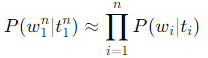 P(w_1^n|t_1^n) ≈ ∏_{i=1}^{n} P(w_i|t_i)